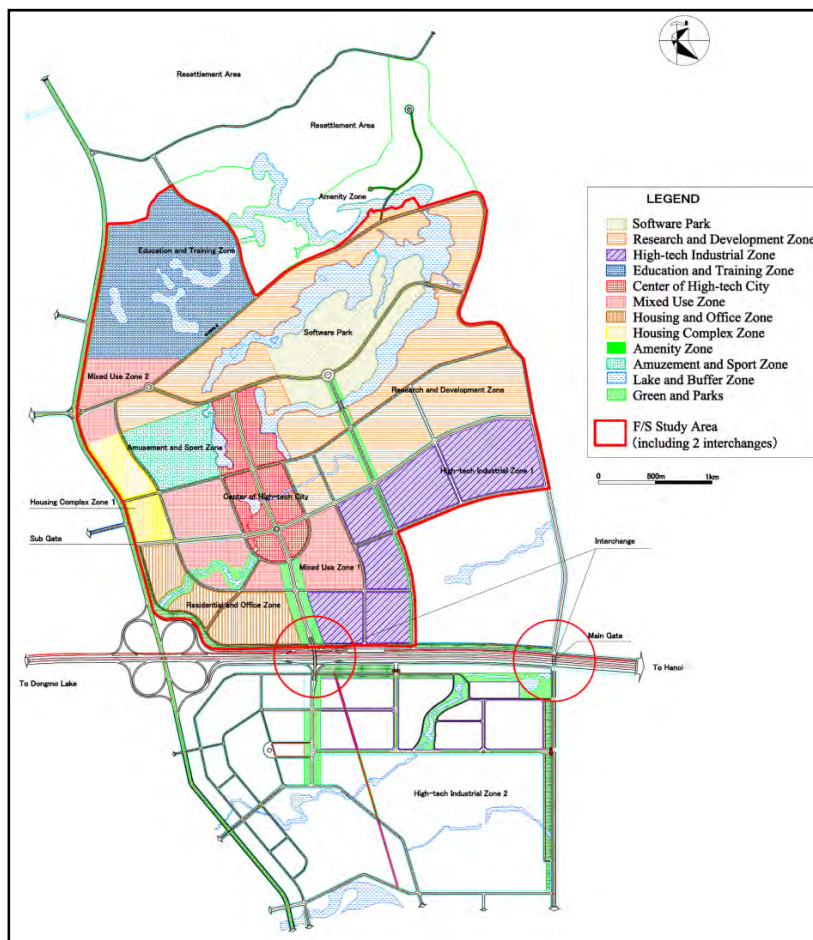 Resettlement Area
Resettlement Area
Amenity Zone
Education and Training Zone
Software Park
Mixed Use Zone 2
Research and Development Zone
Amusement and Sport Zone
High-tech Industrial Zone 1
Center of High-tech City
Housing Complex Zone 1
Sub Gate
Interchange
Mixed Use Zone 1
Residential and Office Zone
Main Gate
To Hanoi
To Dongmo Lake
High-tech Industrial Zone 2
LEGEND
Software Park
Research and Development Zone
High-tech Industrial Zone
Education and Training Zone
Center of High-tech City
Mixed Use Zone
Housing and Office Zone
Housing Complex Zone
Amenity Zone
Amuzement and Sport Zone
Lake and Buffer Zone
Green and Parks
F/S Study Area
(including 2 interchanges)
0 500m 1km